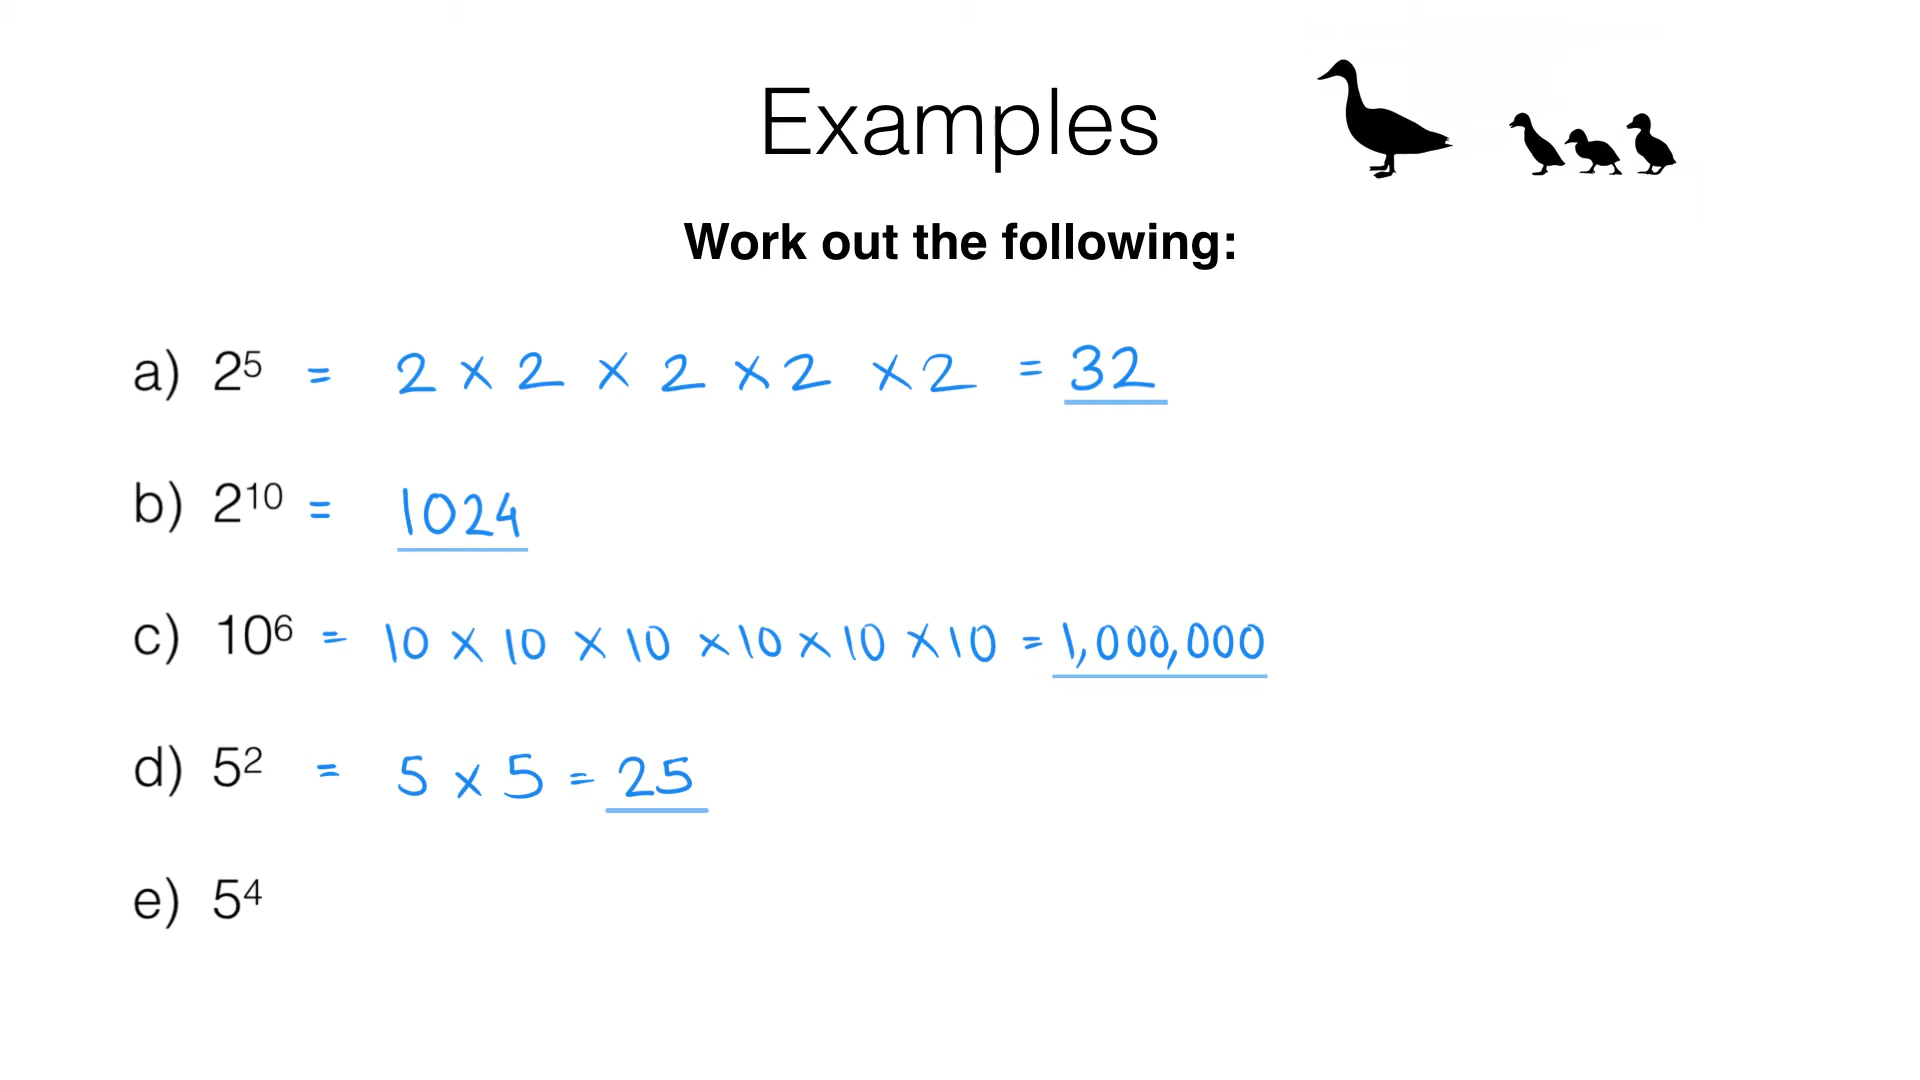 Examples
Work out the following:
a) 2⁵ = 2 × 2 × 2 × 2 × 2 = 32
b) 2¹⁰ = 1024
c) 10⁶ = 10 × 10 × 10 × 10 × 10 × 10 = 1,000,000
d) 5² = 5 × 5 = 25
e) 5⁴